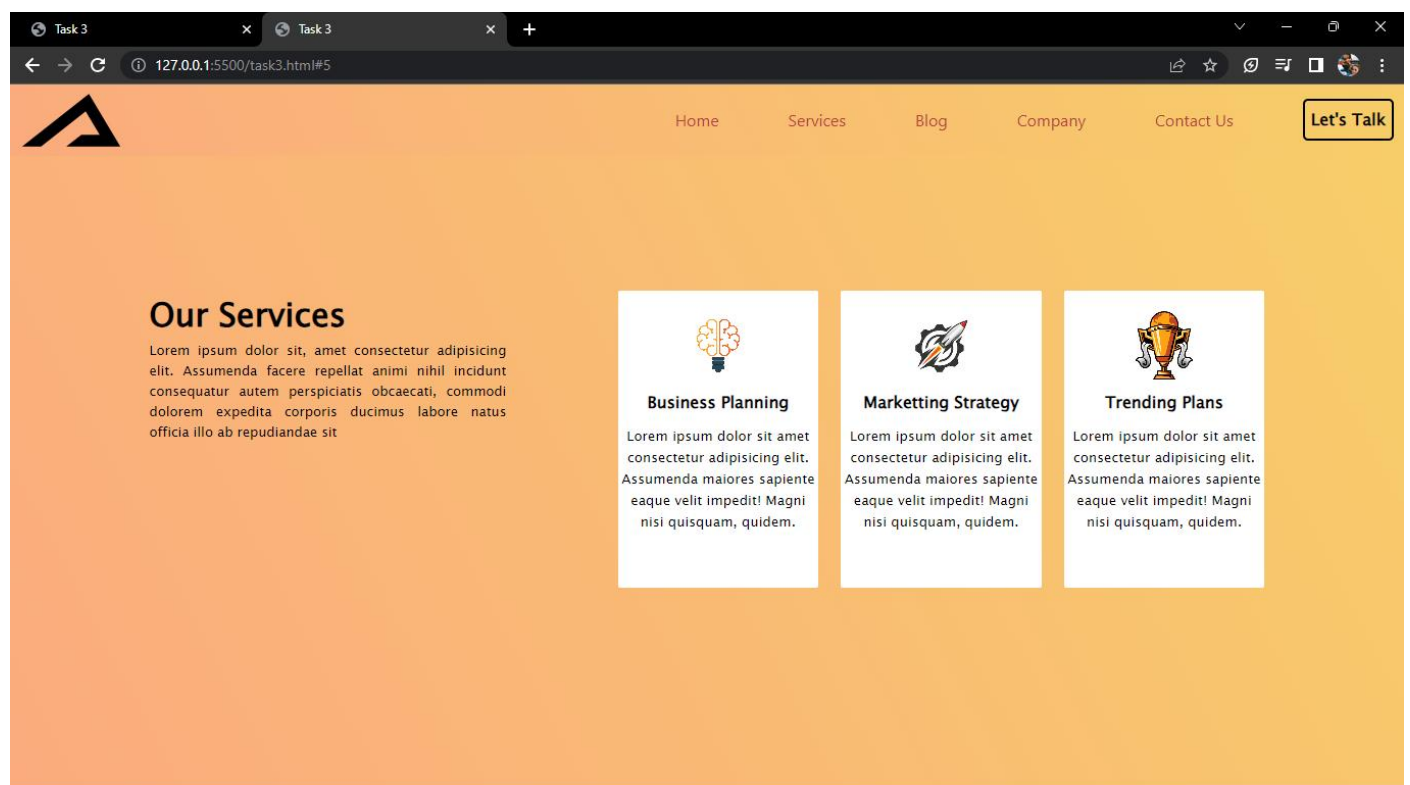 Task 3
Task 3
127.0.0.1:5500/task3.html#5
Home Services Blog Company Contact Us Let's Talk
Our Services
Lorem ipsum dolor sit, amet consectetur adipisicing
elit. Assumenda facere repellat animi nihil incidunt
consequatur autem perspiciatis obcaecati, commodi
dolorem expedita corporis ducimus labore natus
officia illo ab repudiandae sit
Business Planning
Lorem ipsum dolor sit amet
consectetur adipisicing elit.
Assumenda maiores sapiente
eaque velit impedit! Magni
nisi quisquam, quidem.
Marketting Strategy
Lorem ipsum dolor sit amet
consectetur adipisicing elit.
Assumenda maiores sapiente
eaque velit impedit! Magni
nisi quisquam, quidem.
Trending Plans
Lorem ipsum dolor sit amet
consectetur adipisicing elit.
Assumenda maiores sapiente
eaque velit impedit! Magni
nisi quisquam, quidem.